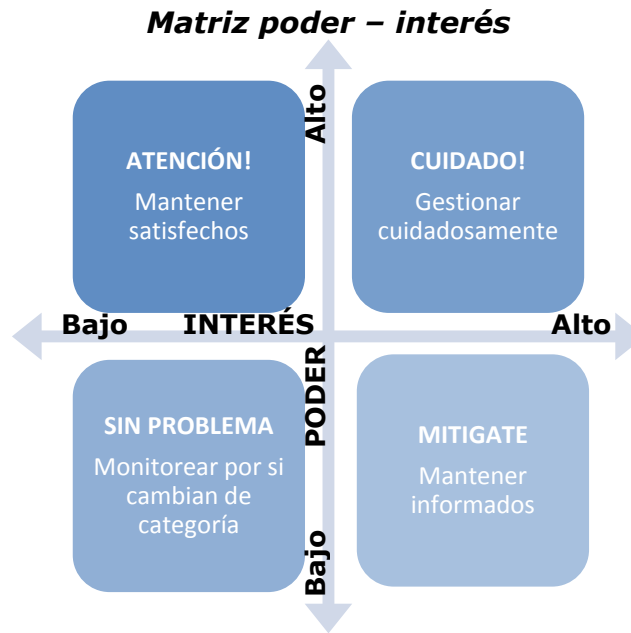 Matriz poder – interés
Alto
ATENCIÓN!
Mantener
satisfechos
CUIDADO!
Gestionar
cuidadosamente
Bajo
INTERÉS
Alto
PODER
SIN PROBLEMA
Monitorear por si
cambian de
categoría
MITIGATE
Mantener
informados
Bajo